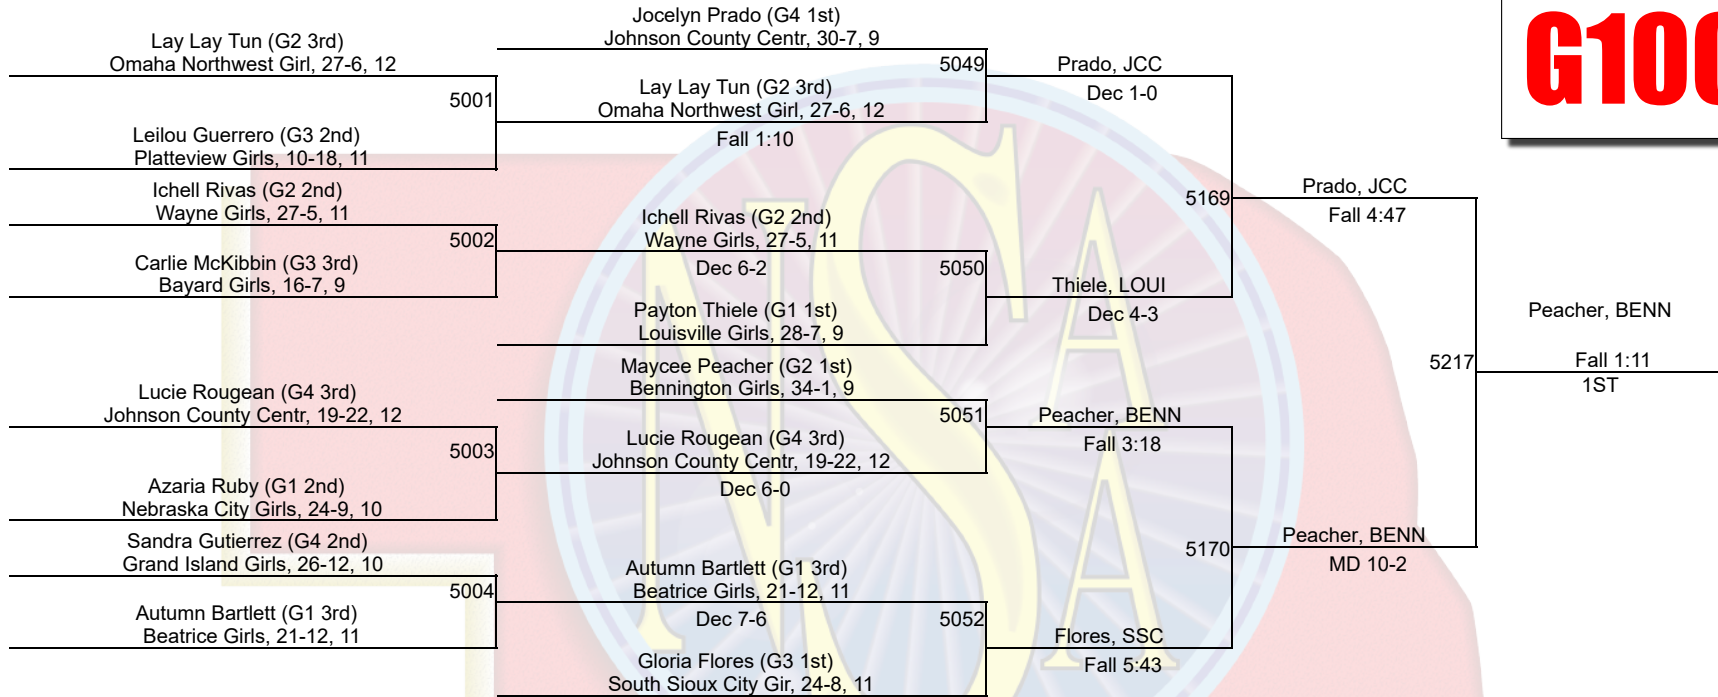 Lay Lay Tun (G2 3rd)
Omaha Northwest Girl, 27-6, 12
5001
Leilou Guerrero (G3 2nd)
Platteview Girls, 10-18, 11
Ichell Rivas (G2 2nd)
Wayne Girls, 27-5, 11
5002
Carlie McKibbin (G3 3rd)
Bayard Girls, 16-7, 9
Lucie Rougean (G4 3rd)
Johnson County Centr, 19-22, 12
5003
Azaria Ruby (G1 2nd)
Nebraska City Girls, 24-9, 10
Sandra Gutierrez (G4 2nd)
Grand Island Girls, 26-12, 10
5004
Autumn Bartlett (G1 3rd)
Beatrice Girls, 21-12, 11
Jocelyn Prado (G4 1st)
Johnson County Centr, 30-7, 9
5049
Lay Lay Tun (G2 3rd)
Omaha Northwest Girl, 27-6, 12
Fall 1:10
Ichell Rivas (G2 2nd)
Wayne Girls, 27-5, 11
Dec 6-2
5050
Payton Thiele (G1 1st)
Louisville Girls, 28-7, 9
Maycee Peacher (G2 1st)
Bennington Girls, 34-1, 9
5051
Lucie Rougean (G4 3rd)
Johnson County Centr, 19-22, 12
Dec 6-0
Autumn Bartlett (G1 3rd)
Beatrice Girls, 21-12, 11
Dec 7-6
5052
Gloria Flores (G3 1st)
South Sioux City Gir, 24-8, 11
Prado, JCC
Dec 1-0
5169
Thiele, LOUI
Dec 4-3
Peacher, BENN
Fall 3:18
5170
Flores, SSC
Fall 5:43
Prado, JCC
Fall 4:47
5217
Peacher, BENN
MD 10-2
Peacher, BENN
Fall 1:11
1ST
G100
NSAA